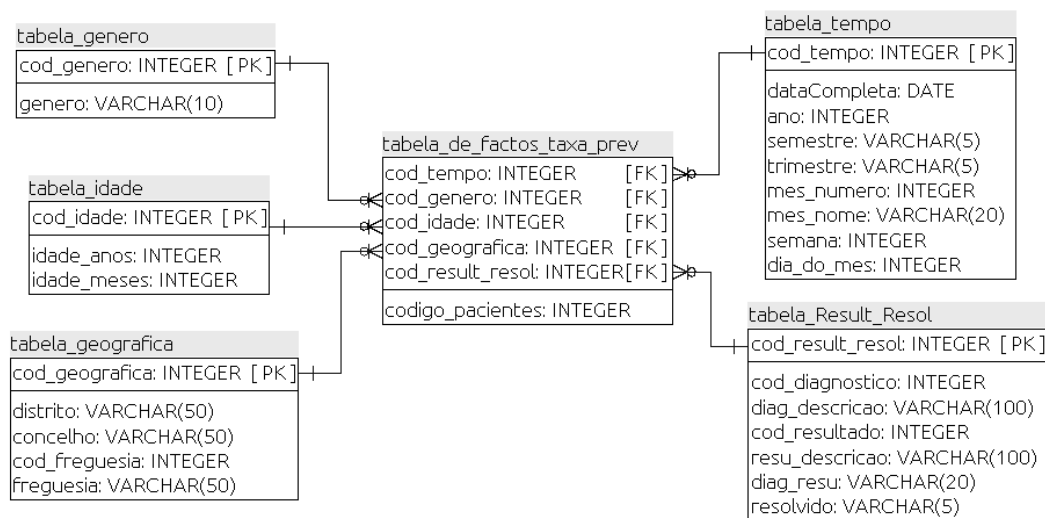 tabela_genero
cod_genero: INTEGER [PK]
genero: VARCHAR(10)
tabela_idade
cod_idade: INTEGER [PK]
idade_anos: INTEGER
idade_meses: INTEGER
tabela_geografica
cod_geografica: INTEGER [PK]
distrito: VARCHAR(50)
concelho: VARCHAR(50)
cod_freguesia: INTEGER
freguesia: VARCHAR(50)
tabela_de_factos_taxa_prev
cod_tempo: INTEGER [FK]
cod_genero: INTEGER [FK]
cod_idade: INTEGER [FK]
cod_geografica: INTEGER [FK]
cod_result_resol: INTEGER[FK]
codigo_pacientes: INTEGER
tabela_tempo
cod_tempo: INTEGER [PK]
dataCompleta: DATE
ano: INTEGER
semestre: VARCHAR(5)
trimestre: VARCHAR(5)
mes_numero: INTEGER
mes_nome: VARCHAR(20)
semana: INTEGER
dia_do_mes: INTEGER
tabela_Result_Resol
cod_result_resol: INTEGER [PK]
cod_diagnostico: INTEGER
diag_descricao: VARCHAR(100)
cod_resultado: INTEGER
resu_descricao: VARCHAR(100)
diag_resu: VARCHAR(20)
resolvido: VARCHAR(5)